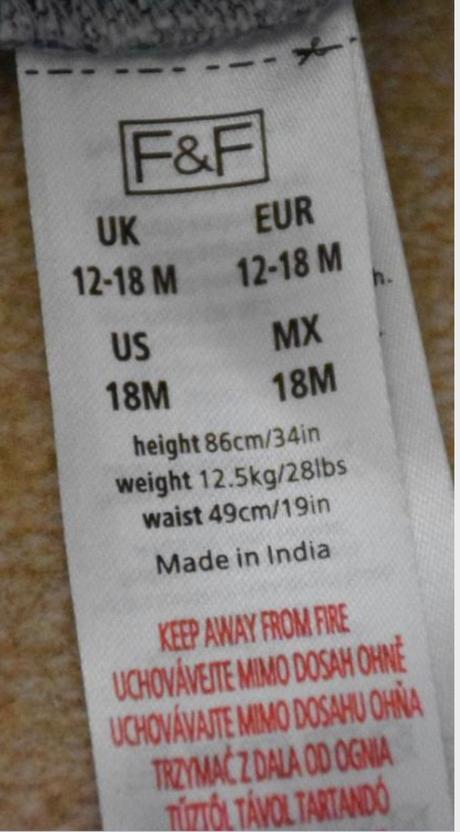 F&F
UK EUR
12-18 M 12-18 M
US MX
18M 18M
height 86cm/34in
weight 12.5kg/28lbs
waist 49cm/19in
Made in India
KEEP AWAY FROM FIRE
UCHOVÁVEJTE MIMO DOSAH OHNĚ
UCHOVÁVAJTE MIMO DOSAHU OHŇA
TRZYMAĆ Z DALA OD OGNIA
TŰZTŐL TÁVOL TARTANDÓ
h.